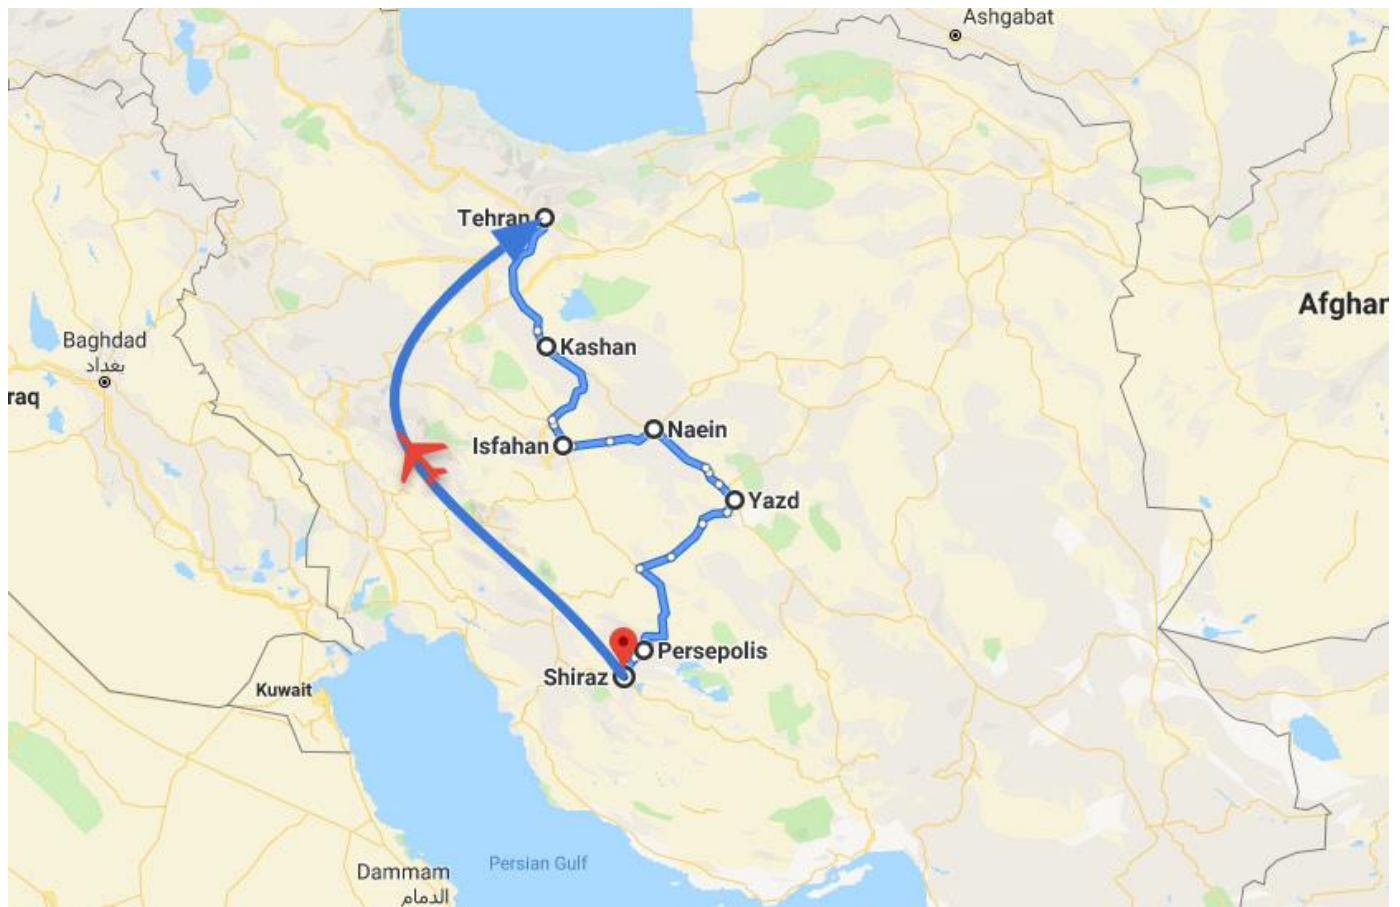 Ashgabat
Tehran
Afghan
Baghdad
بغداد
Kashan
raq
Naein
Isfahan
Yazd
Persepolis
Shiraz
Kuwait
Persian Gulf
Dammam
الدمام